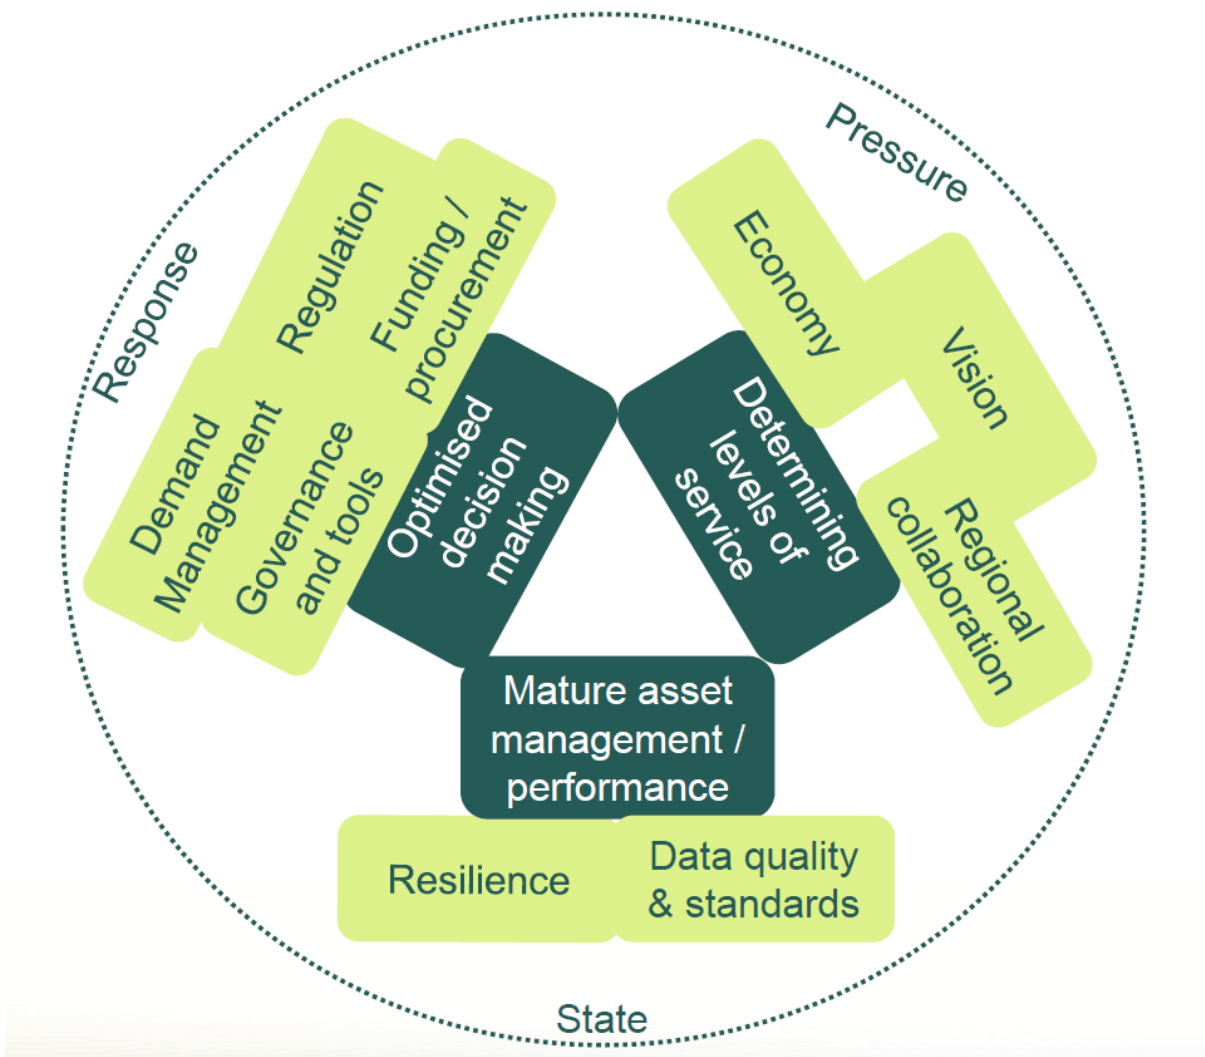 Pressure
Response
Regulation
Funding /
procurement
Demand
Management
Governance
and tools
Optimised
decision
making
Economy
Vision
Regional
collaboration
Determining
levels of
service
Mature asset
management /
performance
Resilience
Data quality
& standards
State